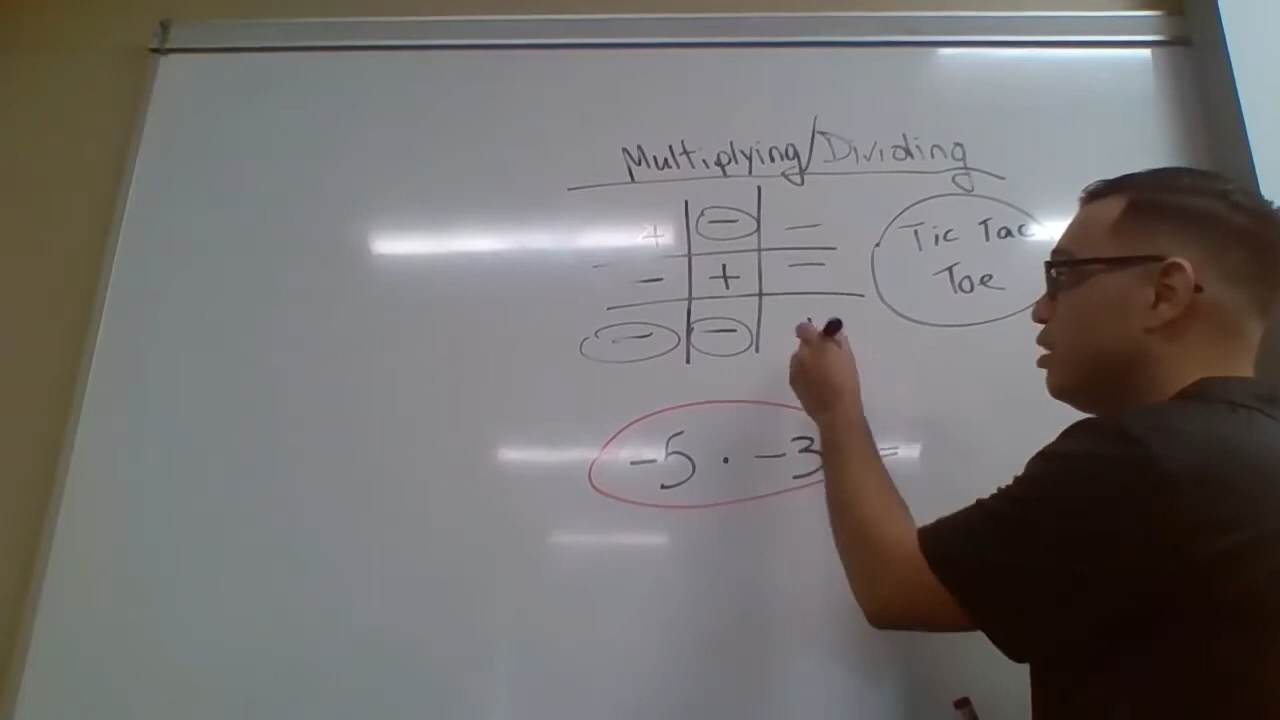 Multiplying/Dividing
+ − −
− + −
− −
Tic Tac
Toe
-5 · -3 =